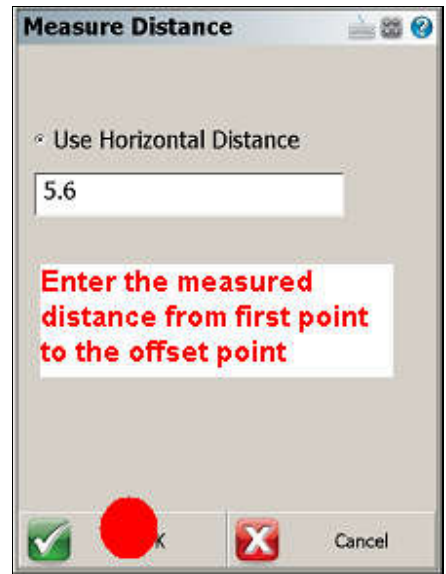 Measure Distance
Use Horizontal Distance
5.6
Enter the measured
distance from first point
to the offset point
Cancel